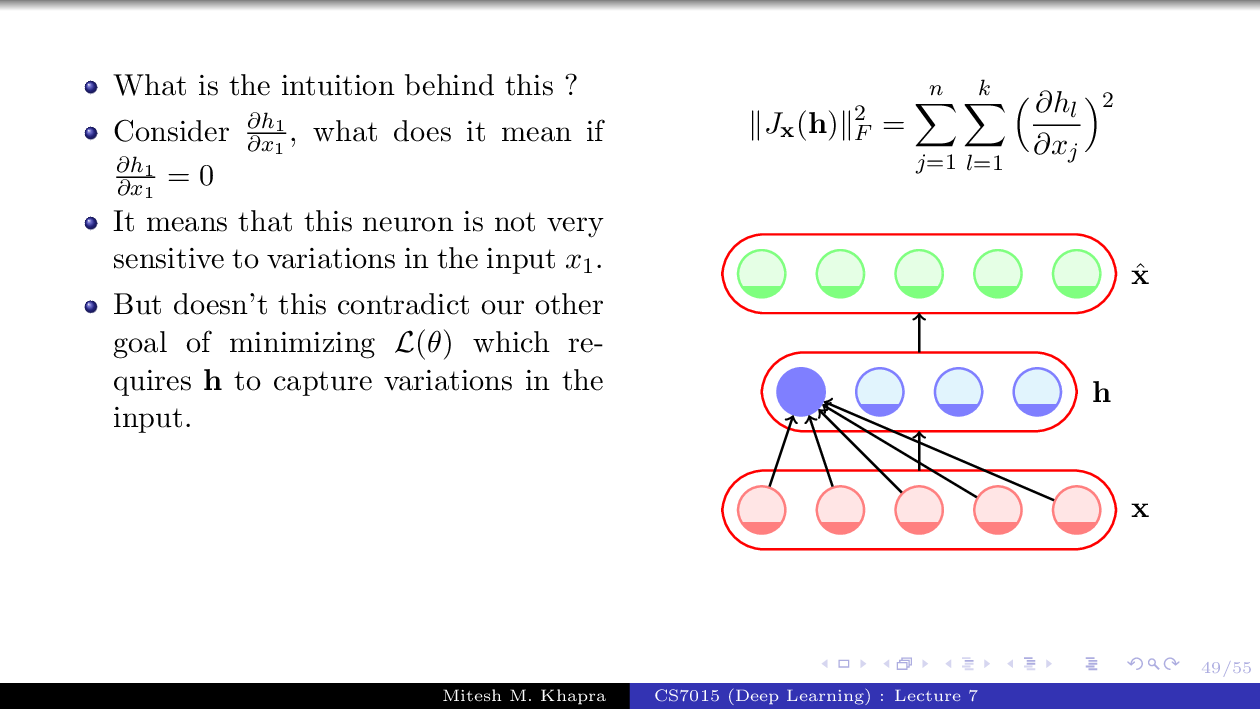 What is the intuition behind this ?
Consider ∂h₁/∂x₁, what does it mean if
∂h₁/∂x₁ = 0
It means that this neuron is not very
sensitive to variations in the input x₁.
But doesn't this contradict our other
goal of minimizing ℒ(θ) which re-
quires h to capture variations in the
input.
‖Jₓ(h)‖²_F = ∑_{j=1}^{n} ∑_{l=1}^{k} (∂h_l/∂x_j)²
x̂
h
x
49/55
Mitesh M. Khapra
CS7015 (Deep Learning) : Lecture 7